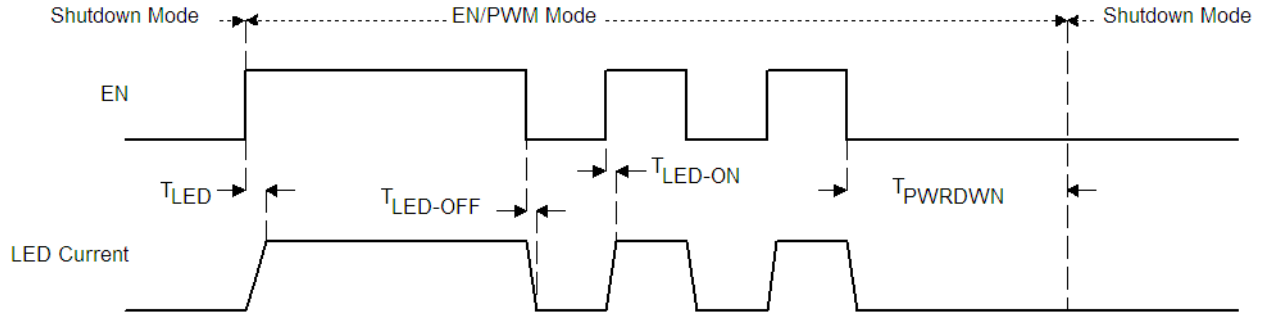 Shutdown Mode
EN/PWM Mode
Shutdown Mode
EN
TLED
TLED-OFF
TLED-ON
TPWRDWN
LED Current